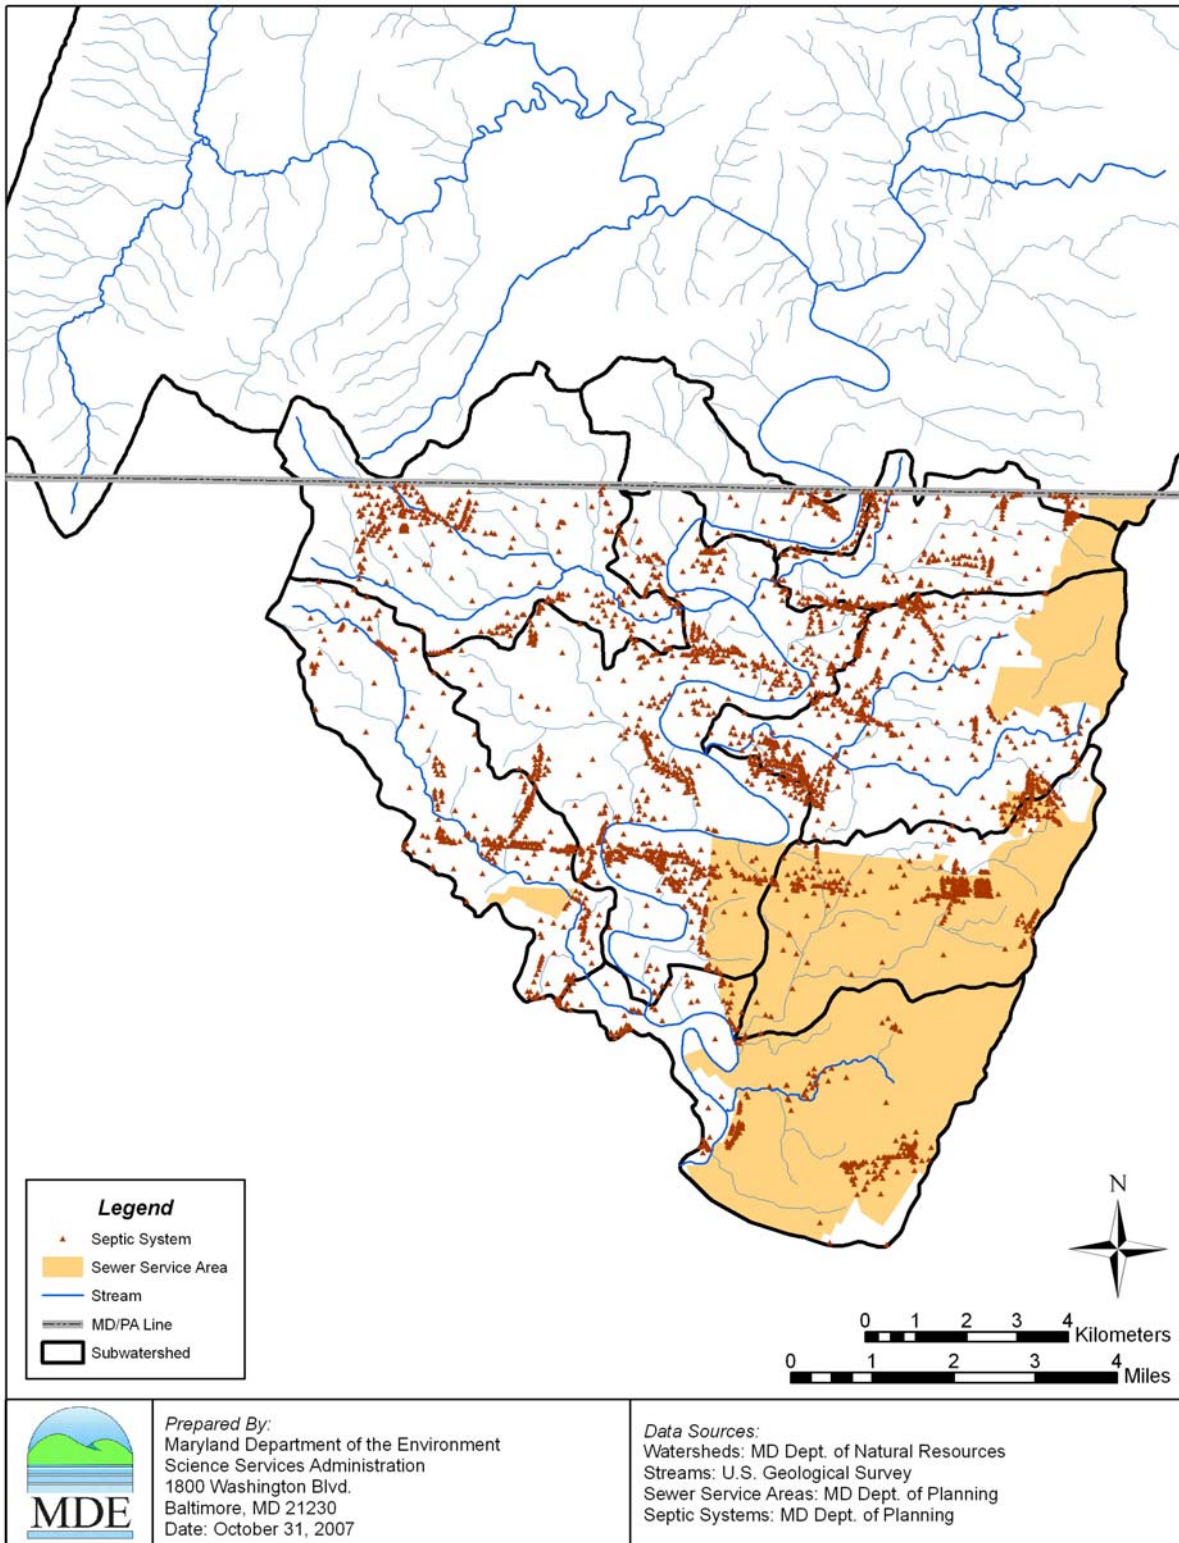 Legend
Septic System
Sewer Service Area
Stream
MD/PA Line
Subwatershed
N
0 1 2 3 4
Kilometers
0 1 2 3 4
Miles
MDE
Prepared By:
Maryland Department of the Environment
Science Services Administration
1800 Washington Blvd.
Baltimore, MD 21230
Date: October 31, 2007
Data Sources:
Watersheds: MD Dept. of Natural Resources
Streams: U.S. Geological Survey
Sewer Service Areas: MD Dept. of Planning
Septic Systems: MD Dept. of Planning